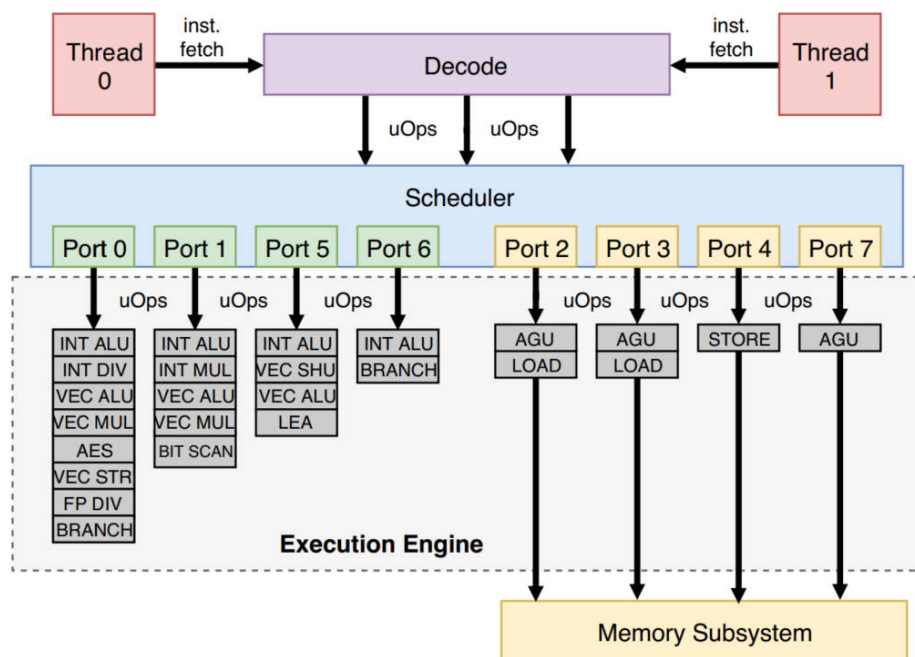 Thread
0
inst.
fetch
Decode
inst.
fetch
Thread
1
uOps
uOps
Scheduler
Port 0
Port 1
Port 5
Port 6
Port 2
Port 3
Port 4
Port 7
uOps
uOps
uOps
uOps
uOps
uOps
INT ALU
INT DIV
VEC ALU
VEC MUL
AES
VEC STR
FP DIV
BRANCH
INT ALU
INT MUL
VEC ALU
VEC MUL
BIT SCAN
INT ALU
VEC SHU
VEC ALU
LEA
INT ALU
BRANCH
AGU
LOAD
AGU
LOAD
STORE
AGU
Execution Engine
Memory Subsystem